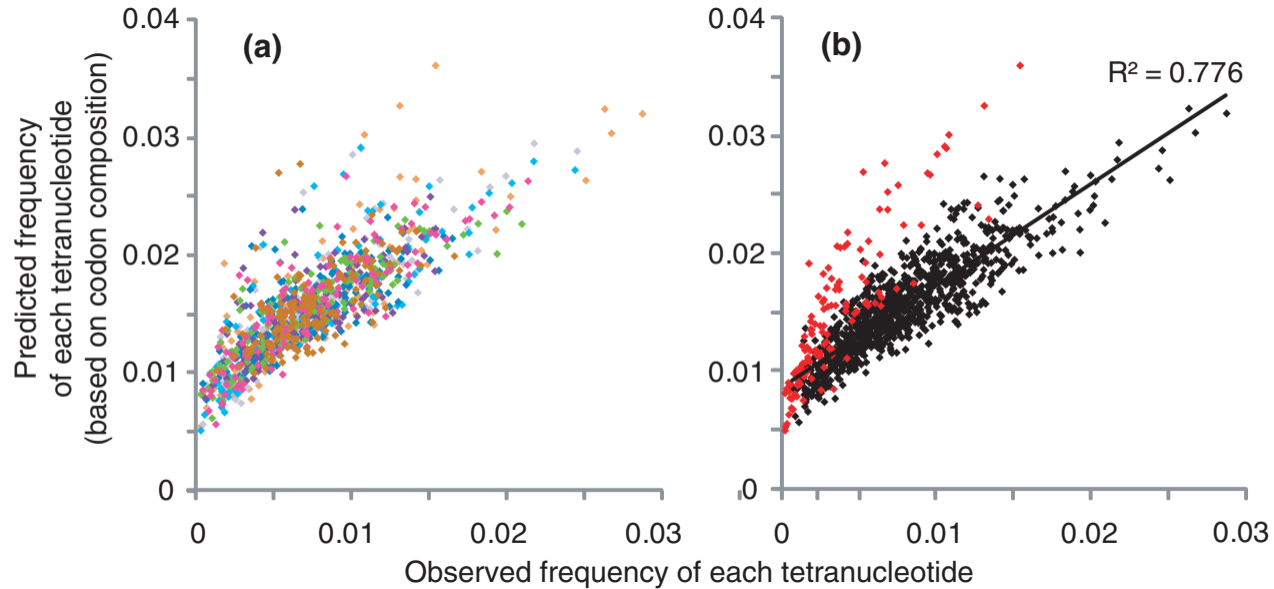 Predicted frequency
of each tetranucleotide
(based on codon composition)
0.04
0.03
0.02
0.01
0
(a)
0
0.01
0.02
0.03
0.04
0.03
0.02
0.01
0
(b)
R² = 0.776
0
0.01
0.02
0.03
Observed frequency of each tetranucleotide